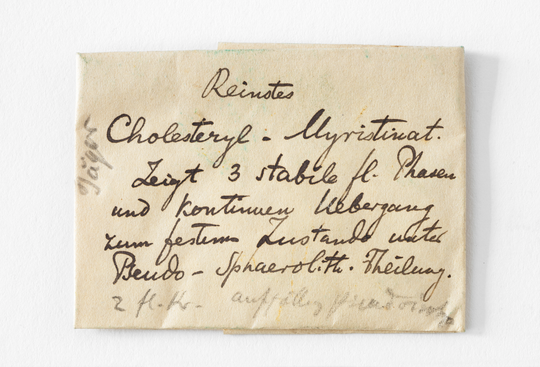 Reinstes
Cholesteryl - Myristinat.
Zeigt 3 stabile fl. Phasen
und kontinuen Uebergang
zum festem Zustande unter
Pseudo - Sphaerolith. Theilung.
2 fl. Kr. auffällig
Jäger